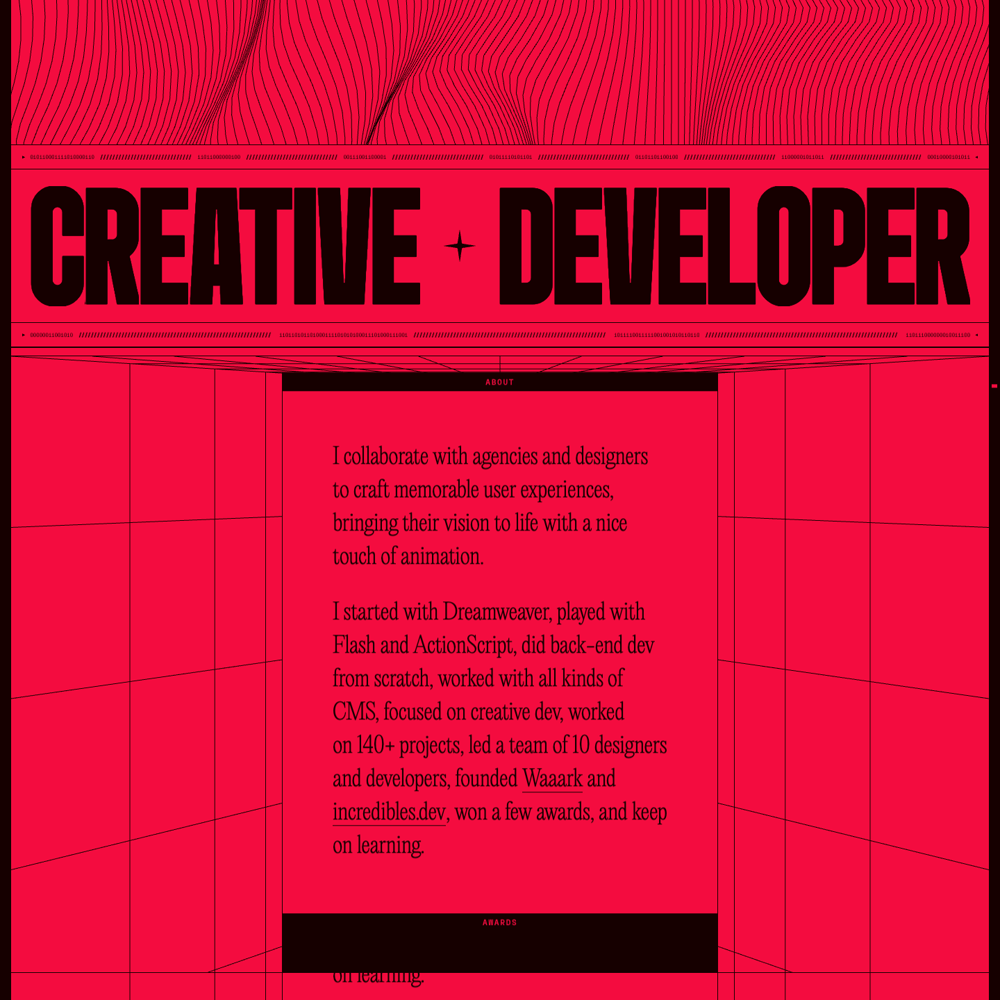 CREATIVE DEVELOPER
ABOUT
I collaborate with agencies and designers
to craft memorable user experiences,
bringing their vision to life with a nice
touch of animation.
I started with Dreamweaver, played with
Flash and ActionScript, did back-end dev
from scratch, worked with all kinds of
CMS, focused on creative dev, worked
on 140+ projects, led a team of 10 designers
and developers, founded Waaark and
incredibles.dev, won a few awards, and keep
on learning.
AWARDS
on learning.